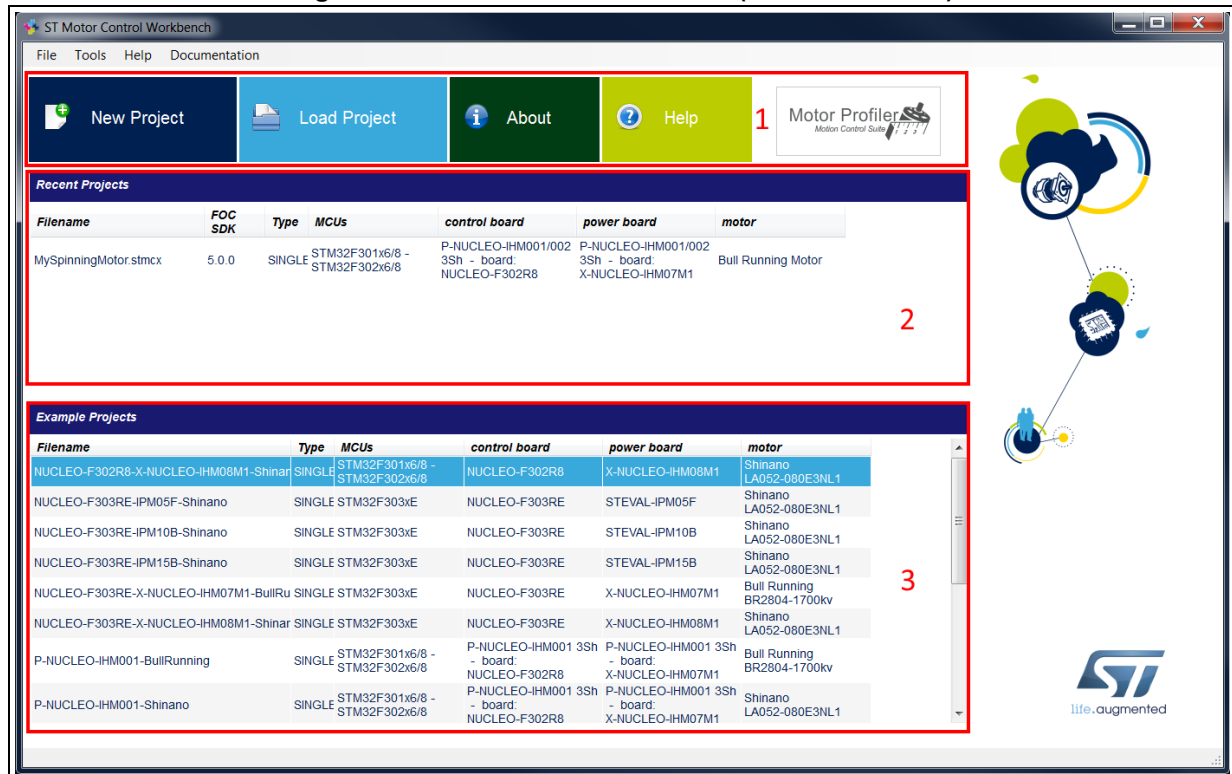 ST Motor Control Workbench
File Tools Help Documentation
New Project
Load Project
About
Help
1
Motor Profiler
Motion Control Suite
Recent Projects
Filename FOC SDK Type MCUs control board power board motor
MySpinningMotor.stmcx 5.0.0 SINGLE STM32F301x6/8 - STM32F302x6/8 P-NUCLEO-IHM001/002 3Sh - board: NUCLEO-F302R8 P-NUCLEO-IHM001/002 3Sh - board: X-NUCLEO-IHM07M1 Bull Running Motor
2
Example Projects
Filename Type MCUs control board power board motor
NUCLEO-F302R8-X-NUCLEO-IHM08M1-Shinar SINGLE STM32F301x6/8 - STM32F302x6/8 NUCLEO-F302R8 X-NUCLEO-IHM08M1 Shinano LA052-080E3NL1
NUCLEO-F303RE-IPM05F-Shinano SINGLE STM32F303xE NUCLEO-F303RE STEVAL-IPM05F Shinano LA052-080E3NL1
NUCLEO-F303RE-IPM10B-Shinano SINGLE STM32F303xE NUCLEO-F303RE STEVAL-IPM10B Shinano LA052-080E3NL1
NUCLEO-F303RE-IPM15B-Shinano SINGLE STM32F303xE NUCLEO-F303RE STEVAL-IPM15B Shinano LA052-080E3NL1
NUCLEO-F303RE-X-NUCLEO-IHM07M1-BullRu SINGLE STM32F303xE NUCLEO-F303RE X-NUCLEO-IHM07M1 Bull Running BR2804-1700kv
NUCLEO-F303RE-X-NUCLEO-IHM08M1-Shinar SINGLE STM32F303xE NUCLEO-F303RE X-NUCLEO-IHM08M1 Shinano LA052-080E3NL1
P-NUCLEO-IHM001-BullRunning SINGLE STM32F301x6/8 - STM32F302x6/8 P-NUCLEO-IHM001 3Sh - board: NUCLEO-F302R8 P-NUCLEO-IHM001 3Sh - board: X-NUCLEO-IHM07M1 Bull Running BR2804-1700kv
P-NUCLEO-IHM001-Shinano SINGLE STM32F301x6/8 - STM32F302x6/8 P-NUCLEO-IHM001 3Sh - board: NUCLEO-F302R8 P-NUCLEO-IHM001 3Sh - board: X-NUCLEO-IHM07M1 Shinano LA052-080E3NL1
3
ST
life.augmented